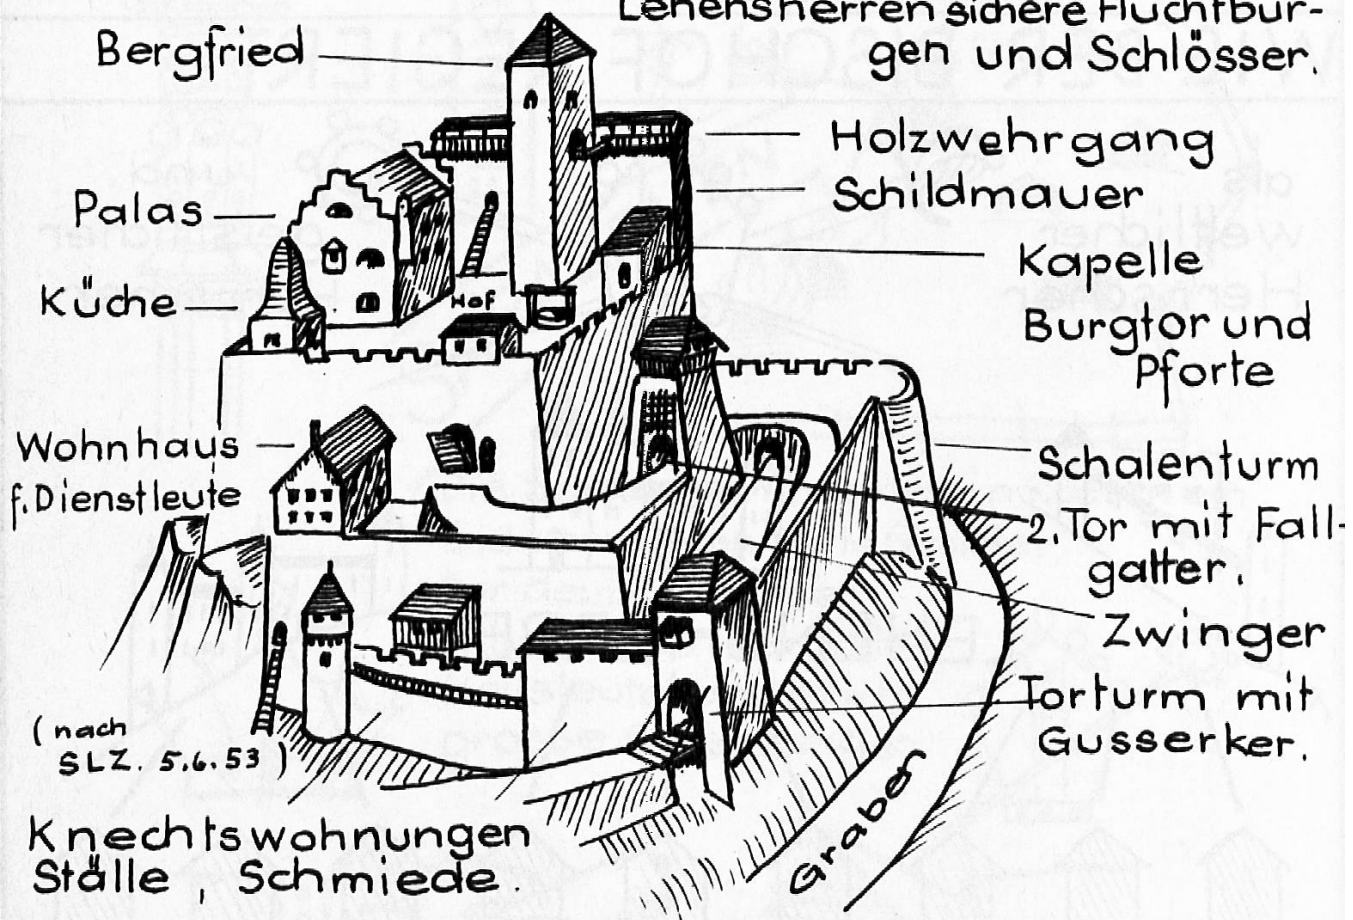 Lehensherren sichere Fluchtbur-
gen und Schlösser.
Bergfried
Holzwehrgang
Schildmauer
Palas
Kapelle
Küche
Hof
Burgtor und
Pforte
Wohnhaus
f. Dienstleute
Schalenturm
2. Tor mit Fall-
gatter.
Zwinger
Torturm mit
Gusserker.
(nach
SLZ. 5.6.53)
Graben
Knechtswohnungen
Ställe, Schmiede.